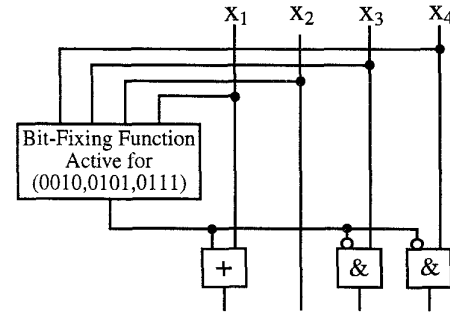 x1 x2 x3 x4
Bit-Fixing Function
Active for
(0010,0101,0111)
+ & &